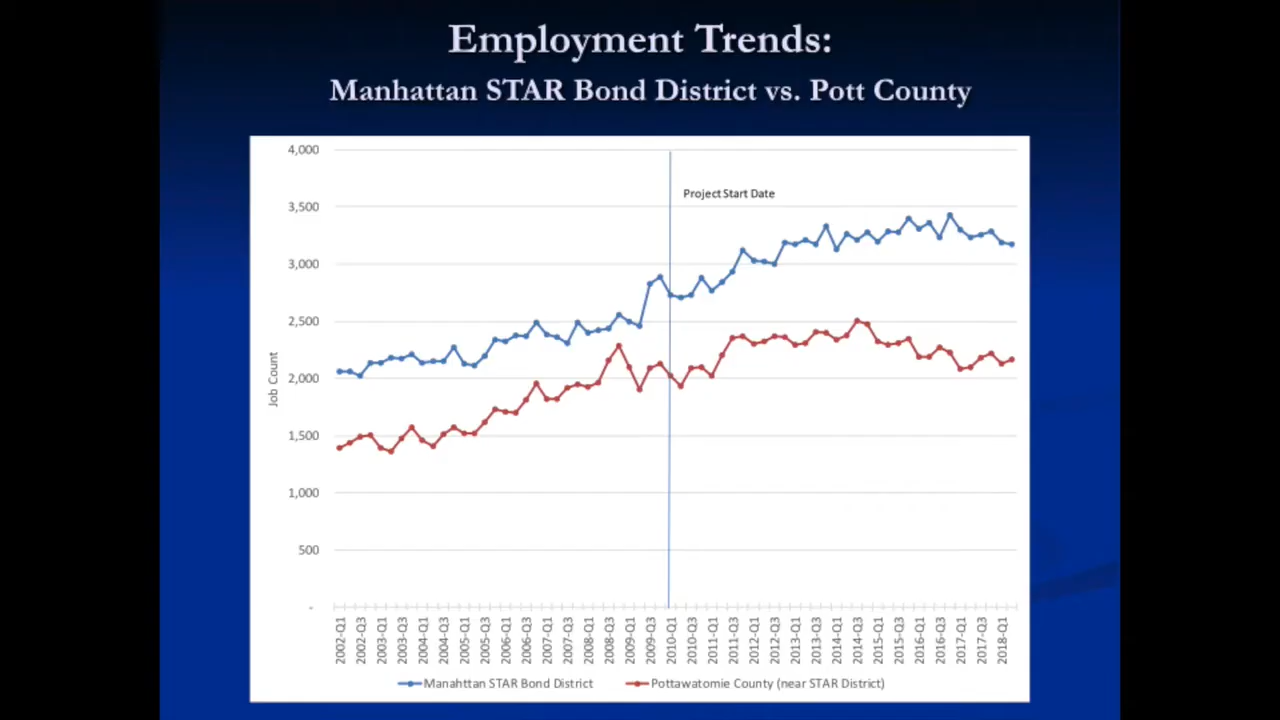 Employment Trends:
Manhattan STAR Bond District vs. Pott County
4,000
3,500
3,000
2,500
2,000
1,500
1,000
500
-
Job Count
Project Start Date
2002-Q1
2002-Q3
2003-Q1
2003-Q3
2004-Q1
2004-Q3
2005-Q1
2005-Q3
2006-Q1
2006-Q3
2007-Q1
2007-Q3
2008-Q1
2008-Q3
2009-Q1
2009-Q3
2010-Q1
2010-Q3
2011-Q1
2011-Q3
2012-Q1
2012-Q3
2013-Q1
2013-Q3
2014-Q1
2014-Q3
2015-Q1
2015-Q3
2016-Q1
2016-Q3
2017-Q1
2017-Q3
2018-Q1
Manahttan STAR Bond District
Pottawatomie County (near STAR District)